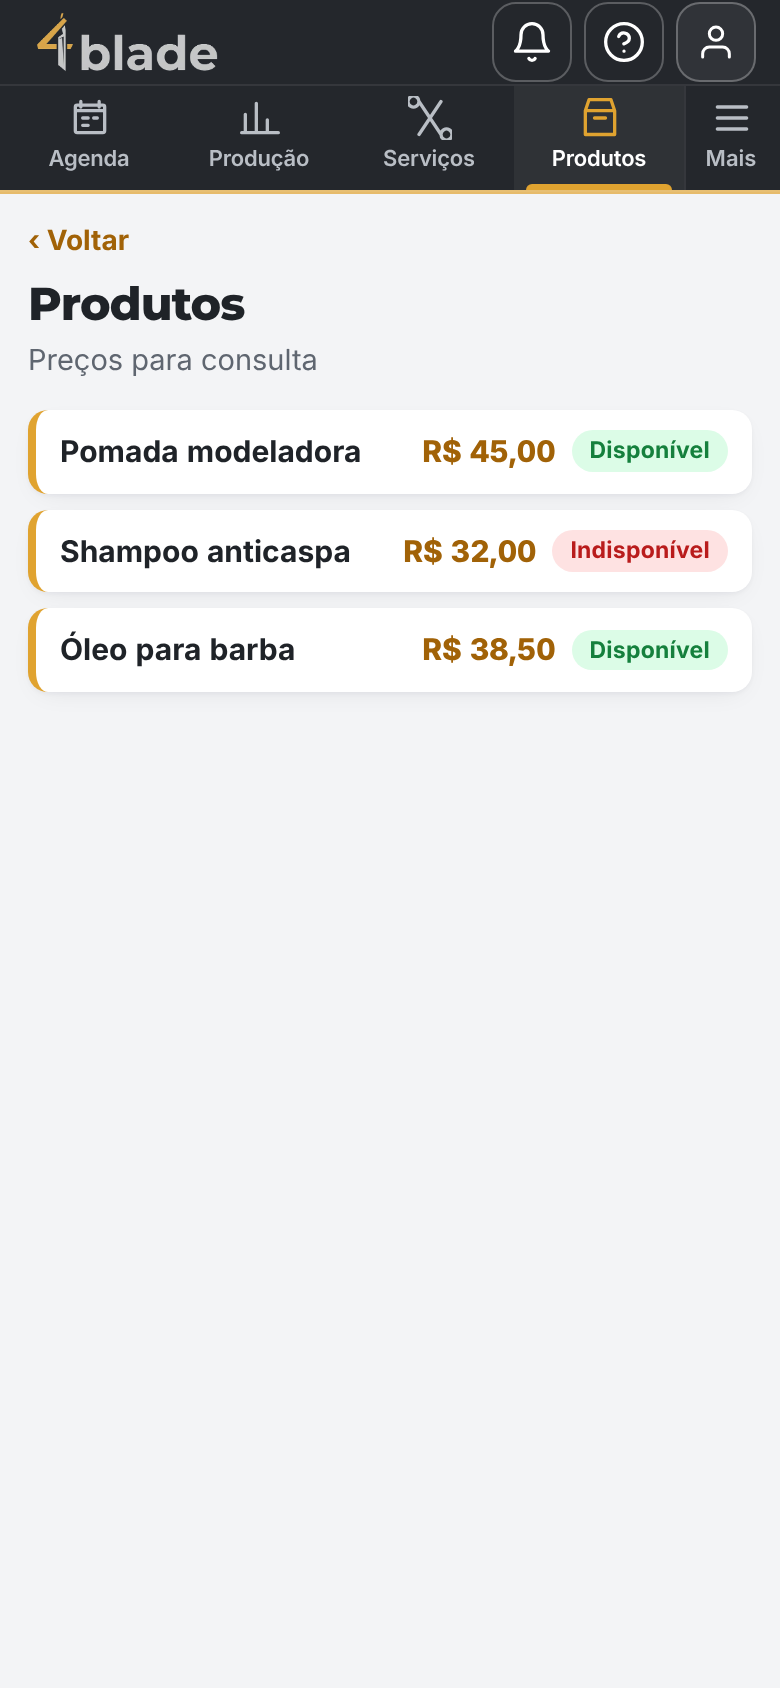 4blade
Agenda
Produção
Serviços
Produtos
Mais
‹ Voltar
Produtos
Preços para consulta
Pomada modeladora R$ 45,00 Disponível
Shampoo anticaspa R$ 32,00 Indisponível
Óleo para barba R$ 38,50 Disponível